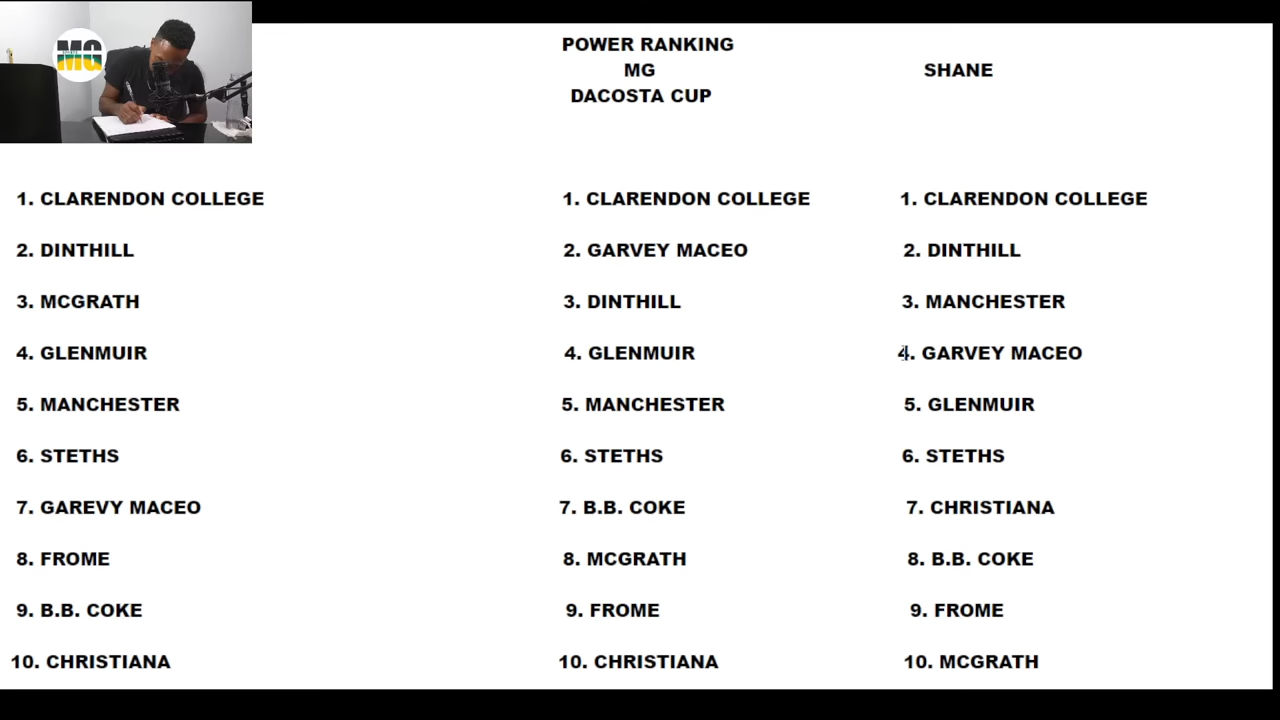 MG
POWER RANKING
MG
DACOSTA CUP
SHANE
1. CLARENDON COLLEGE
2. DINTHILL
3. MCGRATH
4. GLENMUIR
5. MANCHESTER
6. STETHS
7. GAREVY MACEO
8. FROME
9. B.B. COKE
10. CHRISTIANA
1. CLARENDON COLLEGE
2. GARVEY MACEO
3. DINTHILL
4. GLENMUIR
5. MANCHESTER
6. STETHS
7. B.B. COKE
8. MCGRATH
9. FROME
10. CHRISTIANA
1. CLARENDON COLLEGE
2. DINTHILL
3. MANCHESTER
4. GARVEY MACEO
5. GLENMUIR
6. STETHS
7. CHRISTIANA
8. B.B. COKE
9. FROME
10. MCGRATH